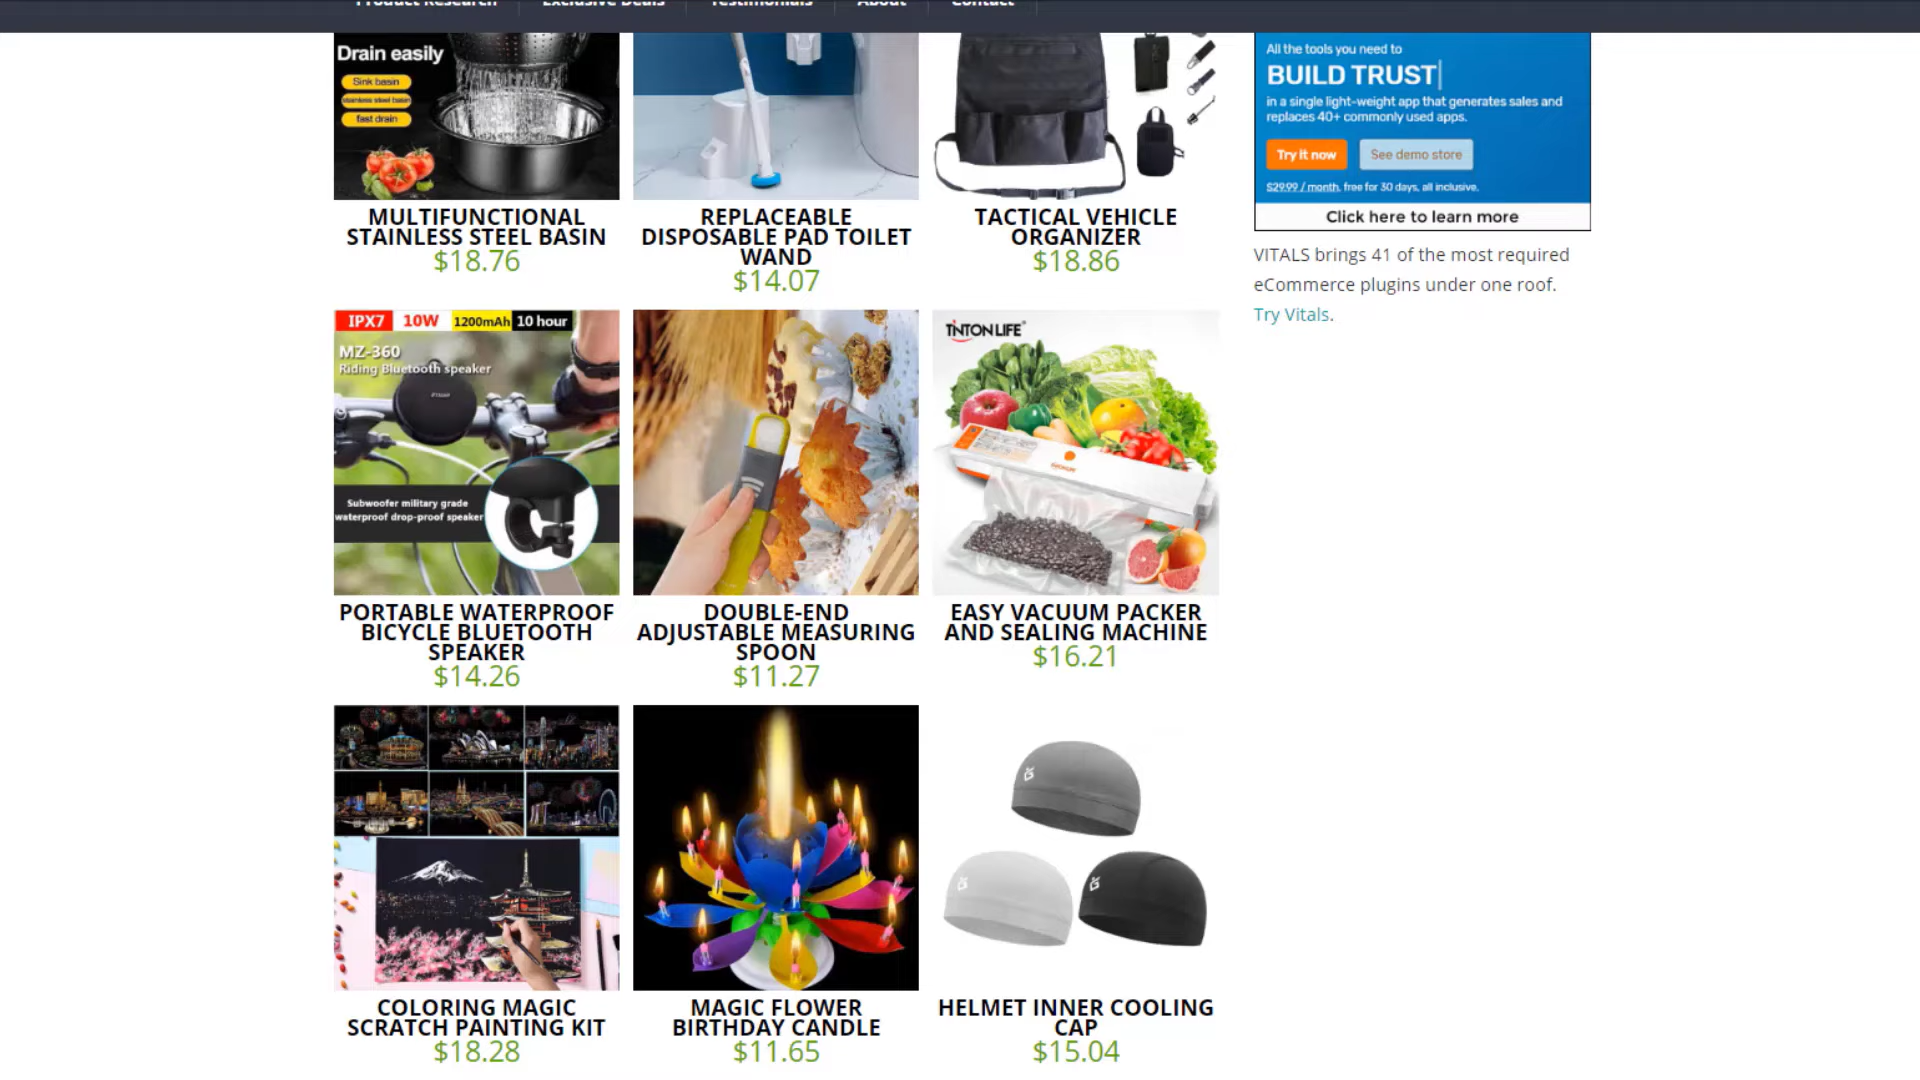 Product Research
Exclusive Deals
Testimonials
About
Contact
Drain easily
Sink basin
stainless steel basin
fast drain
MULTIFUNCTIONAL
STAINLESS STEEL BASIN
$18.76
REPLACEABLE
DISPOSABLE PAD TOILET
WAND
$14.07
TACTICAL VEHICLE
ORGANIZER
$18.86
All the tools you need to
BUILD TRUST
in a single light-weight app that generates sales and
replaces 40+ commonly used apps.
Try it now
See demo store
$29.99 / month, free for 30 days, all inclusive.
Click here to learn more
VITALS brings 41 of the most required
eCommerce plugins under one roof.
Try Vitals.
IPX7 10W 1200mAh 10 hour
MZ-360
Riding Bluetooth speaker
Subwoofer military grade
waterproof drop-proof speaker
PORTABLE WATERPROOF
BICYCLE BLUETOOTH
SPEAKER
$14.26
DOUBLE-END
ADJUSTABLE MEASURING
SPOON
$11.27
TINTON LIFE
EASY VACUUM PACKER
AND SEALING MACHINE
$16.21
COLORING MAGIC
SCRATCH PAINTING KIT
$18.28
MAGIC FLOWER
BIRTHDAY CANDLE
$11.65
HELMET INNER COOLING
CAP
$15.04